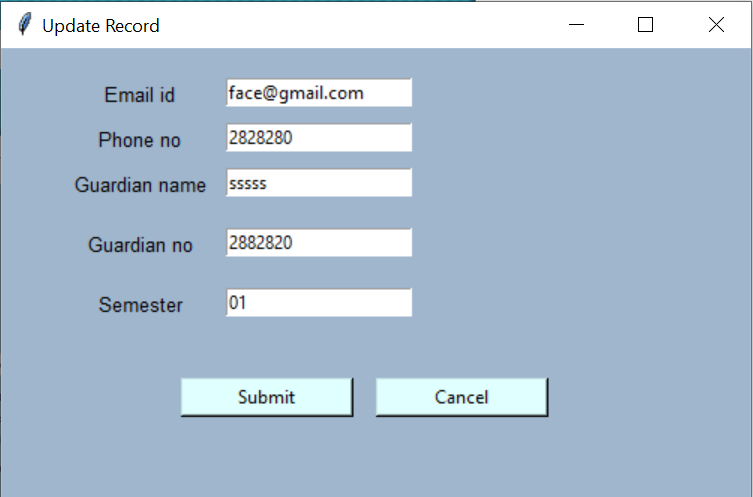 Update Record
Email id face@gmail.com
Phone no 2828280
Guardian name sssss
Guardian no 2882820
Semester 01
Submit Cancel